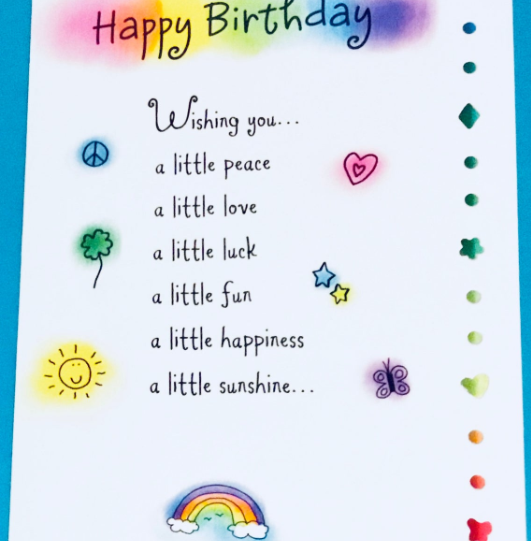 Happy Birthday
Wishing you...
a little peace
a little love
a little luck
a little fun
a little happiness
a little sunshine...